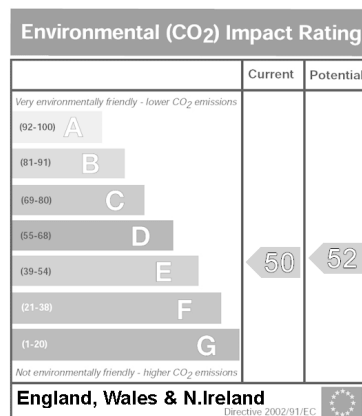 Environmental (CO2) Impact Rating
Current Potential
Very environmentally friendly - lower CO2 emissions
(92-100) A
(81-91) B
(69-80) C
(55-68) D
(39-54) E
50 52
(21-38) F
(1-20) G
Not environmentally friendly - higher CO2 emissions
England, Wales & N.Ireland
Directive 2002/91/EC